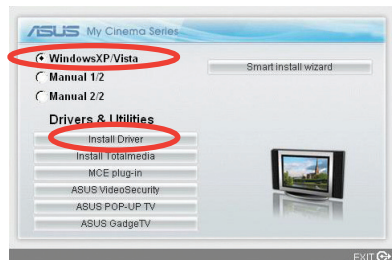 ASUS My Cinema Series
WindowsXP/Vista
Manual 1/2
Manual 2/2
Drivers & Utilities
Install Driver
Install Totalmedia
MCE plug-in
ASUS VideoSecurity
ASUS POP-UP TV
ASUS GadgeTV
Smart install wizard
EXIT